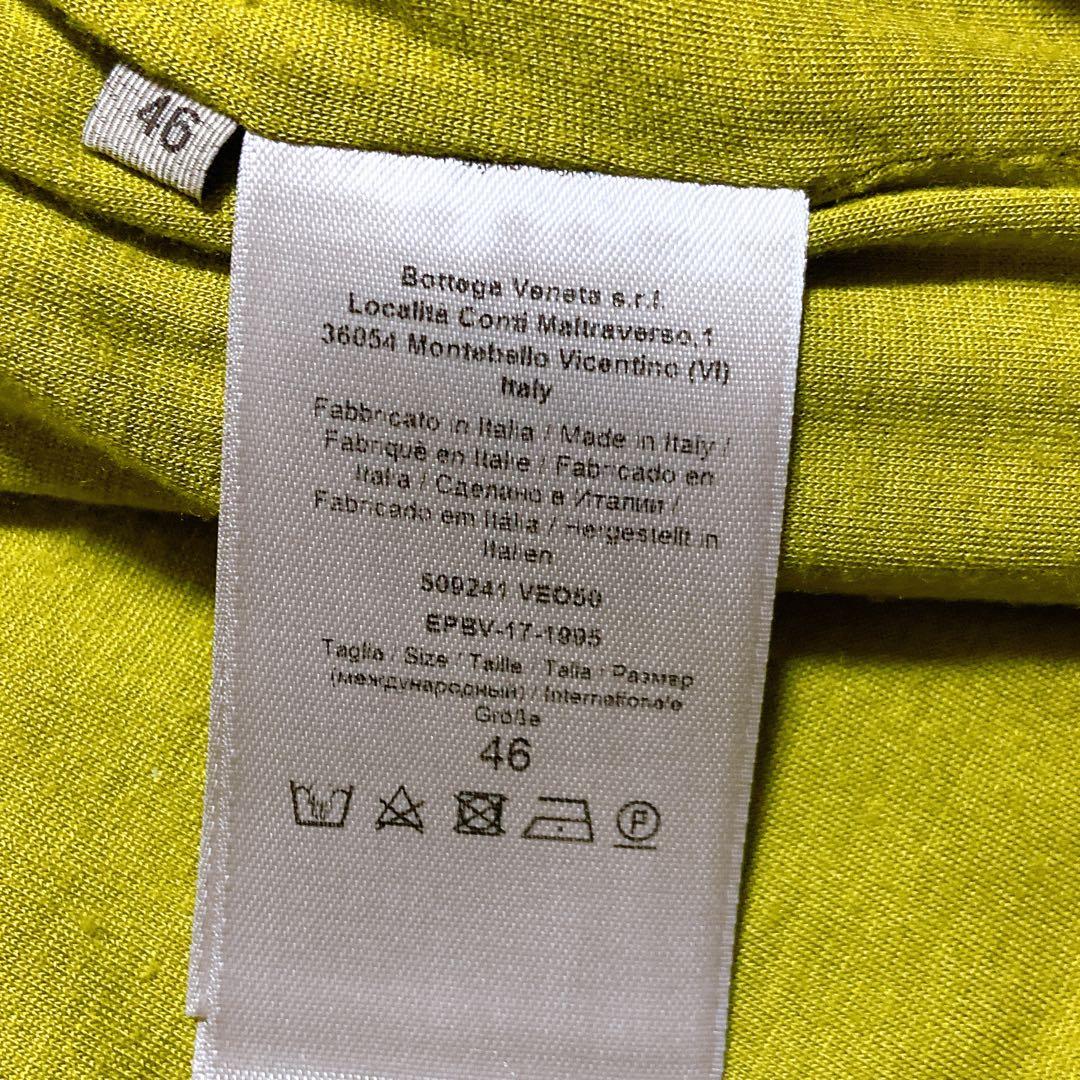 46
Bottega Veneta s.r.l.
Località Conti Maltraverso,1
36054 Montebello Vicentino (VI)
Italy
Fabbricato in Italia / Made in Italy /
Fabriquè en Italie / Fabricado en
Italia / Сделано в Италии /
Fabricado em Itália / Hergestellt in
Italien
509241 VEO50
EPBV-17-1995
Taglia / Size / Taille / Talla / Размер
(международный) / Internationale
Größe
46
P